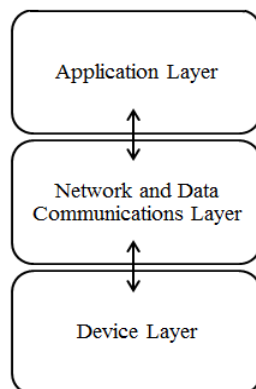 Application Layer
Network and Data
Communications Layer
Device Layer